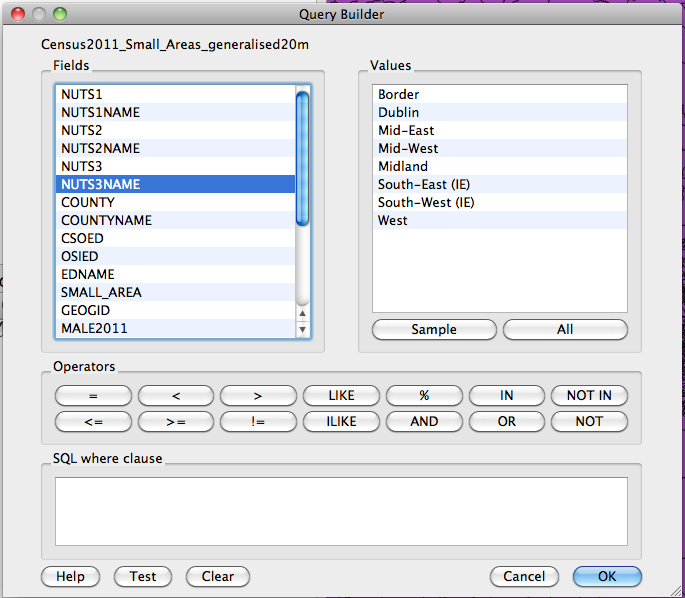 Query Builder
Census2011_Small_Areas_generalised20m
Fields
NUTS1
NUTS1NAME
NUTS2
NUTS2NAME
NUTS3
NUTS3NAME
COUNTY
COUNTYNAME
CSOED
OSIED
EDNAME
SMALL_AREA
GEOGID
MALE2011
Values
Border
Dublin
Mid-East
Mid-West
Midland
South-East (IE)
South-West (IE)
West
Sample All
Operators
= < > LIKE % IN NOT IN
<= >= != ILIKE AND OR NOT
SQL where clause
Help Test Clear Cancel OK